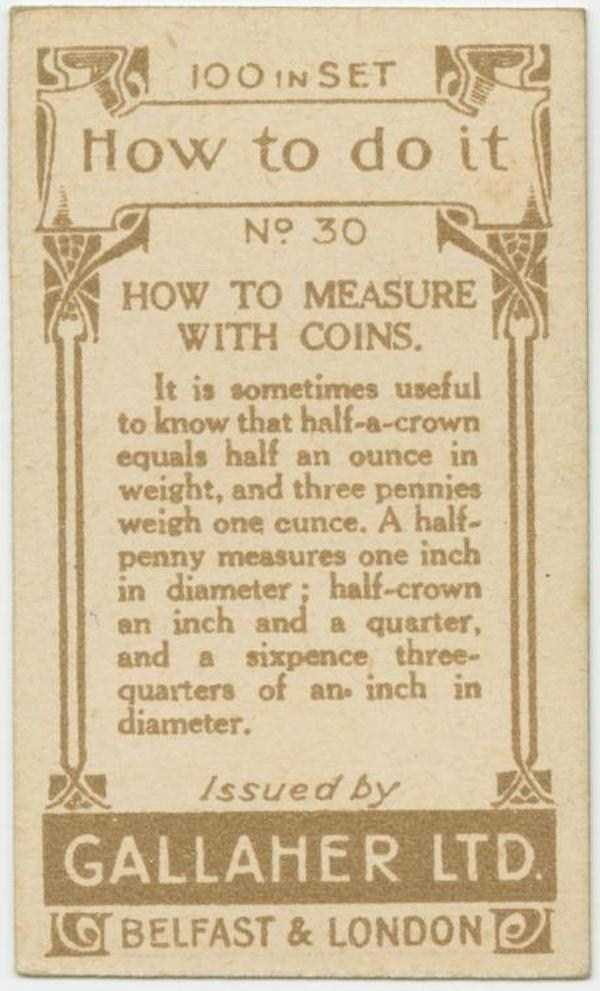 100 IN SET
How to do it
Nº 30
HOW TO MEASURE
WITH COINS.
It is sometimes useful
to know that half-a-crown
equals half an ounce in
weight, and three pennies
weigh one ounce. A half-
penny measures one inch
in diameter; half-crown
an inch and a quarter,
and a sixpence three-
quarters of an inch in
diameter.
Issued by
GALLAHER LTD.
BELFAST & LONDON